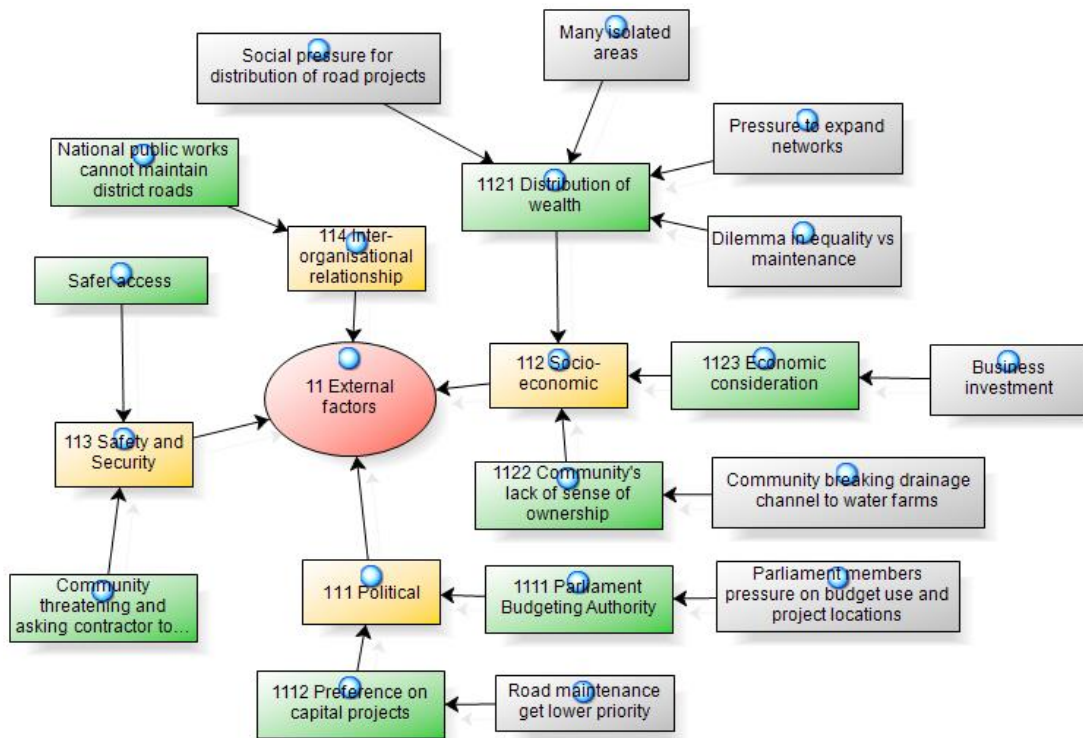 Many isolated
areas
Social pressure for
distribution of road projects
Pressure to expand
networks
National public works
cannot maintain
district roads
1121 Distribution of
wealth
Dilemma in equality vs
maintenance
114 Inter-
organisational
relationship
Safer access
112 Socio-
economic
1123 Economic
consideration
Business
investment
11 External
factors
113 Safety and
Security
1122 Community's
lack of sense of
ownership
Community breaking drainage
channel to water farms
Community
threatening and
asking contractor to...
111 Political
1111 Parliament
Budgeting Authority
Parliament members
pressure on budget use and
project locations
1112 Preference on
capital projects
Road maintenance
get lower priority